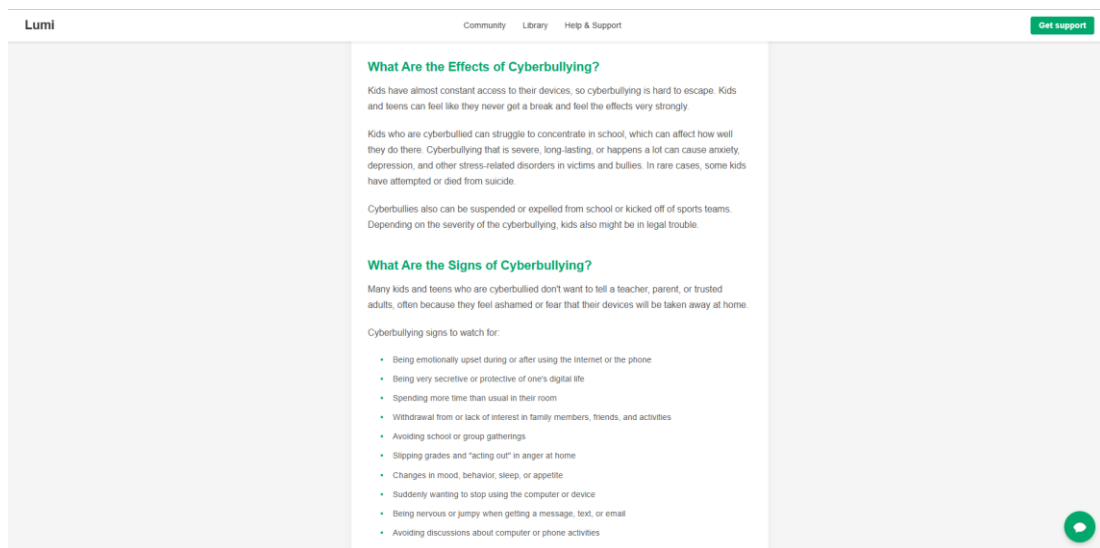 Lumi
Community Library Help & Support
Get support
What Are the Effects of Cyberbullying?
Kids have almost constant access to their devices, so cyberbullying is hard to escape. Kids
and teens can feel like they never get a break and feel the effects very strongly.
Kids who are cyberbullied can struggle to concentrate in school, which can affect how well
they do there. Cyberbullying that is severe, long-lasting, or happens a lot can cause anxiety,
depression, and other stress-related disorders in victims and bullies. In rare cases, some kids
have attempted or died from suicide.
Cyberbullies also can be suspended or expelled from school or kicked off of sports teams.
Depending on the severity of the cyberbullying, kids also might be in legal trouble.
What Are the Signs of Cyberbullying?
Many kids and teens who are cyberbullied don't want to tell a teacher, parent, or trusted
adults, often because they feel ashamed or fear that their devices will be taken away at home.
Cyberbullying signs to watch for:
• Being emotionally upset during or after using the Internet or the phone
• Being very secretive or protective of one's digital life
• Spending more time than usual in their room
• Withdrawal from or lack of interest in family members, friends, and activities
• Avoiding school or group gatherings
• Slipping grades and "acting out" in anger at home
• Changes in mood, behavior, sleep, or appetite
• Suddenly wanting to stop using the computer or device
• Being nervous or jumpy when getting a message, text, or email
• Avoiding discussions about computer or phone activities